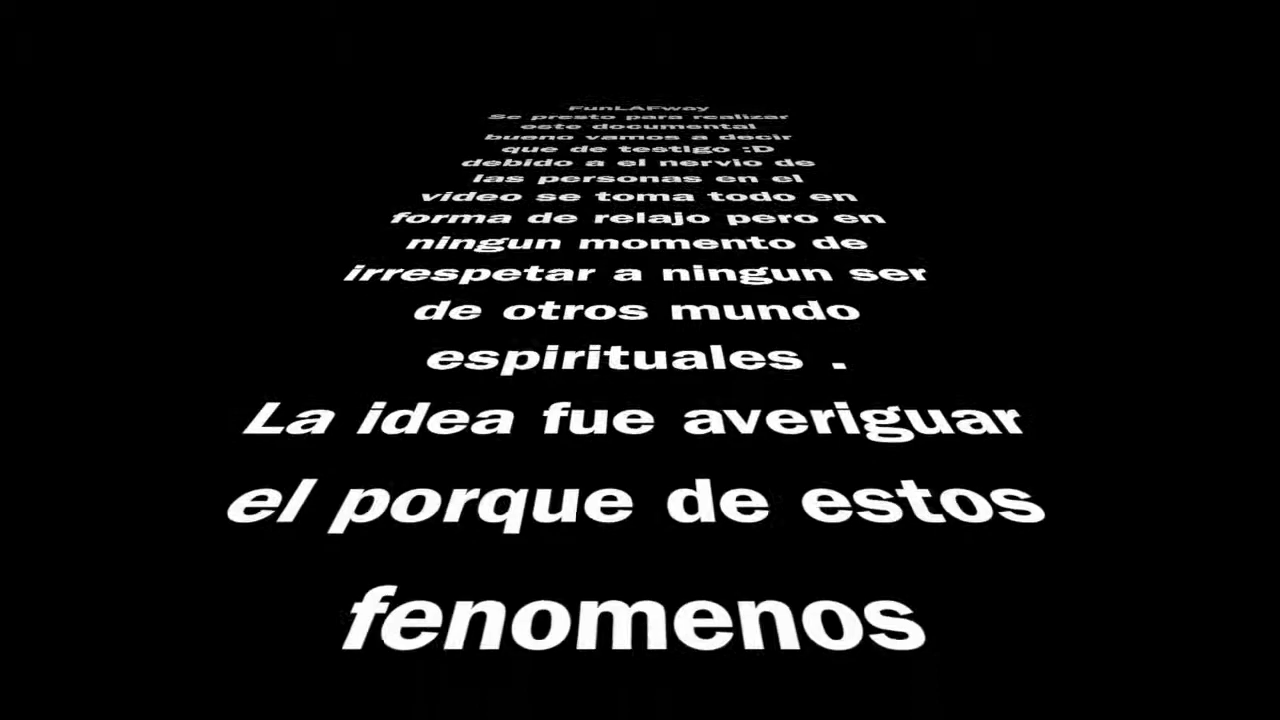 FunLAFway
Se presto para realizar
este documental
bueno vamos a decir
que de testigo :D
debido a el nervio de
las personas en el
video se toma todo en
forma de relajo pero en
ningun momento de
irrespetar a ningun ser
de otros mundo
espirituales .
La idea fue averiguar
el porque de estos
fenomenos